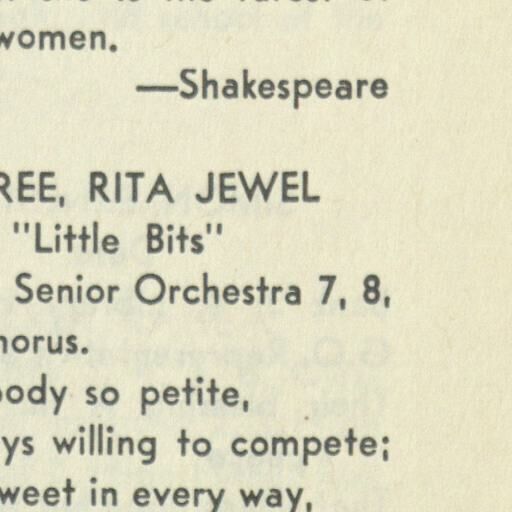 women.
—Shakespeare
REE, RITA JEWEL
"Little Bits"
Senior Orchestra 7, 8,
horus.
body so petite,
ys willing to compete;
weet in every way,